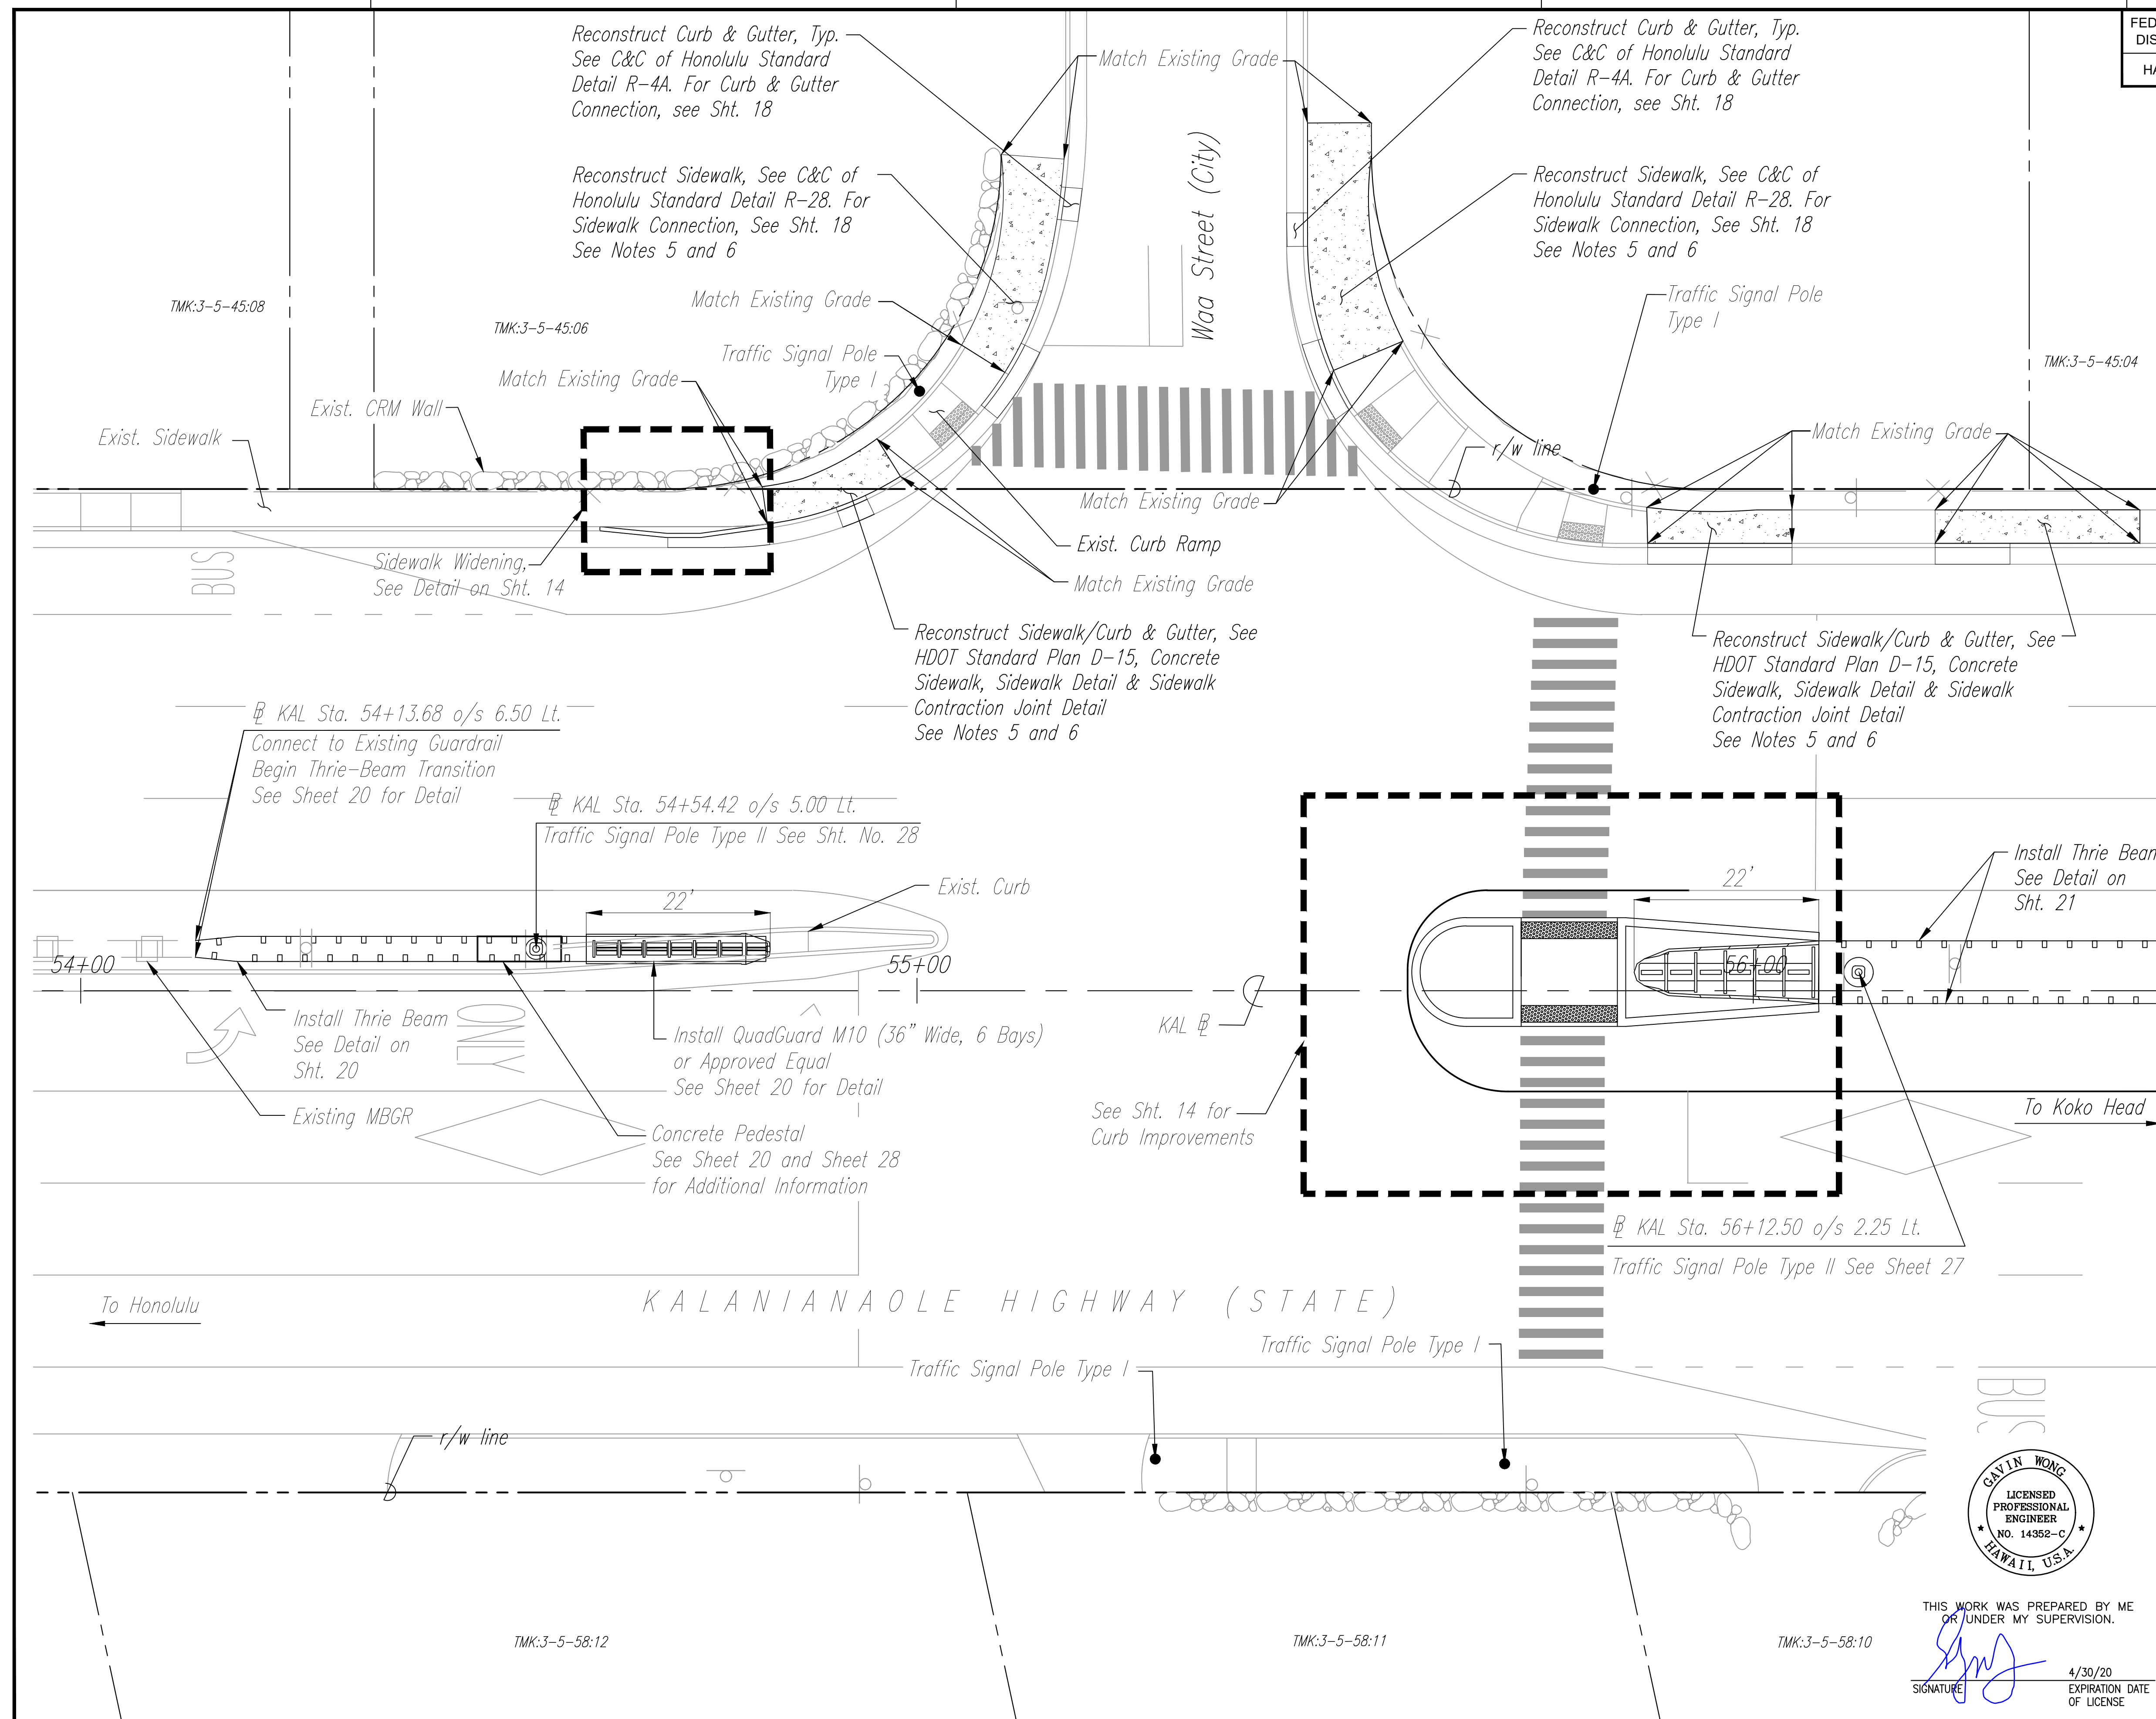 Reconstruct Curb & Gutter, Typ.
See C&C of Honolulu Standard
Detail R-4A. For Curb & Gutter
Connection, see Sht. 18
Match Existing Grade
Reconstruct Curb & Gutter, Typ.
See C&C of Honolulu Standard
Detail R-4A. For Curb & Gutter
Connection, see Sht. 18
Reconstruct Sidewalk, See C&C of
Honolulu Standard Detail R-28. For
Sidewalk Connection, See Sht. 18
See Notes 5 and 6
Waa Street (City)
Reconstruct Sidewalk, See C&C of
Honolulu Standard Detail R-28. For
Sidewalk Connection, See Sht. 18
See Notes 5 and 6
TMK:3-5-45:08
TMK:3-5-45:06
Match Existing Grade
Traffic Signal Pole
Type I
Traffic Signal Pole
Type I
TMK:3-5-45:04
Match Existing Grade
Exist. CRM Wall
Exist. Sidewalk
Match Existing Grade
r/w line
Match Existing Grade
Exist. Curb Ramp
Match Existing Grade
BUS
Sidewalk Widening,
See Detail on Sht. 14
Reconstruct Sidewalk/Curb & Gutter, See
HDOT Standard Plan D-15, Concrete
Sidewalk, Sidewalk Detail & Sidewalk
Contraction Joint Detail
See Notes 5 and 6
Reconstruct Sidewalk/Curb & Gutter, See
HDOT Standard Plan D-15, Concrete
Sidewalk, Sidewalk Detail & Sidewalk
Contraction Joint Detail
See Notes 5 and 6
BL KAL Sta. 54+13.68 o/s 6.50 Lt.
Connect to Existing Guardrail
Begin Thrie-Beam Transition
See Sheet 20 for Detail
BL KAL Sta. 54+54.42 o/s 5.00 Lt.
Traffic Signal Pole Type II See Sht. No. 28
22'
Exist. Curb
22'
Install Thrie Beam
See Detail on
Sht. 21
54+00
55+00
56+00
Install Thrie Beam
See Detail on
Sht. 20
ONLY
Install QuadGuard M10 (36" Wide, 6 Bays)
or Approved Equal
See Sheet 20 for Detail
KAL BL
Existing MBGR
Concrete Pedestal
See Sheet 20 and Sheet 28
for Additional Information
See Sht. 14 for
Curb Improvements
To Koko Head
BL KAL Sta. 56+12.50 o/s 2.25 Lt.
Traffic Signal Pole Type II See Sheet 27
To Honolulu
KALANIANAOLE HIGHWAY (STATE)
Traffic Signal Pole Type I
Traffic Signal Pole Type I
BUS
r/w line
GAVIN WONG
LICENSED
PROFESSIONAL
ENGINEER
NO. 14352-C
HAWAII, U.S.A.
TMK:3-5-58:12
TMK:3-5-58:11
TMK:3-5-58:10
THIS WORK WAS PREPARED BY ME
OR UNDER MY SUPERVISION.
4/30/20
SIGNATURE
EXPIRATION DATE
OF LICENSE